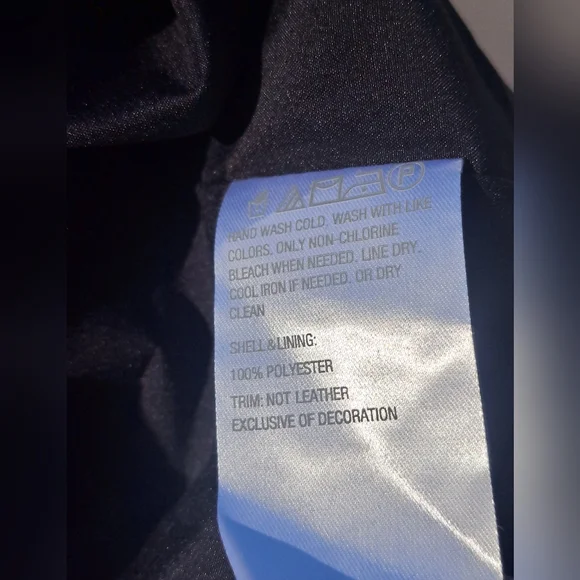 HAND WASH COLD, WASH WITH LIKE
COLORS. ONLY NON-CHLORINE
BLEACH WHEN NEEDED. LINE DRY.
COOL IRON IF NEEDED. OR DRY
CLEAN
SHELL & LINING:
100% POLYESTER
TRIM: NOT LEATHER
EXCLUSIVE OF DECORATION